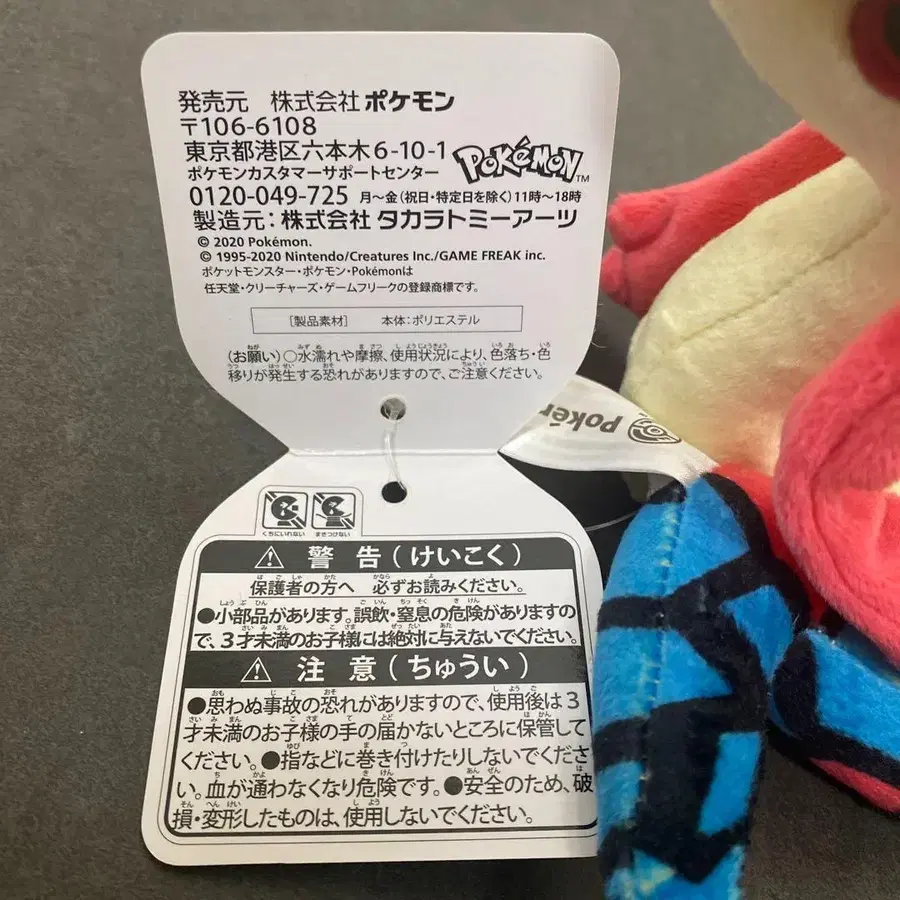 発売元 株式会社 ポケモン
〒106-6108
東京都港区六本木6-10-1
ポケモンカスタマーサポートセンター
POKéMON™
0120-049-725 月～金(祝日・特定日を除く)11時～18時
製造元:株式会社 タカラトミーアーツ
© 2020 Pokémon.
© 1995-2020 Nintendo/Creatures Inc./GAME FREAK inc.
ポケットモンスター・ポケモン・Pokémonは
任天堂・クリーチャーズ・ゲームフリークの登録商標です。
[製品素材] 本体:ポリエステル
(お願い)○水濡れや摩擦、使用状況により、色落ち・色
移りが発生する恐れがありますので、ご注意ください。
Poké
くちにいれない まきつけない
⚠ 警 告(けいこく)
保護者の方へ 必ずお読みください。
●小部品があります。誤飲・窒息の危険がありますの
で、3才未満のお子様には絶対に与えないでください。
⚠ 注 意(ちゅうい)
●思わぬ事故の恐れがありますので、使用後は3
才未満のお子様の手の届かないところに保管して
ください。●指などに巻き付けたりしないでくださ
い。血が通わなくなり危険です。●安全のため、破
損・変形したものは、使用しないでください。